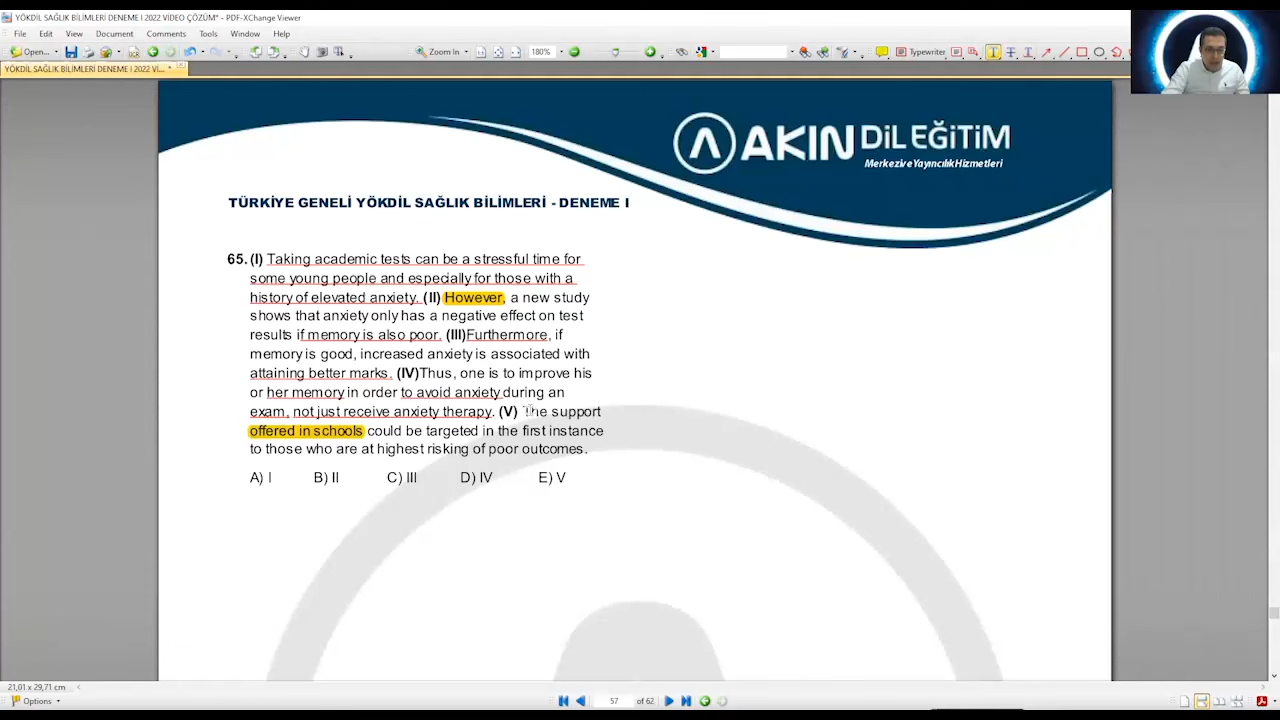 YÖKDİL SAĞLIK BİLİMLERİ DENEME I 2022 VİDEO ÇÖZÜM* - PDF-XChange Viewer
File Edit View Document Comments Tools Window Help
Open... Zoom In 180% Typewriter
YÖKDİL SAĞLIK BİLİMLERİ DENEME I 2022 Vİ... *
AKIN DİL EĞİTİM
Merkezi ve Yayıncılık Hizmetleri
TÜRKİYE GENELİ YÖKDİL SAĞLIK BİLİMLERİ - DENEME I
65. (I) Taking academic tests can be a stressful time for
some young people and especially for those with a
history of elevated anxiety. (II) However, a new study
shows that anxiety only has a negative effect on test
results if memory is also poor. (III)Furthermore, if
memory is good, increased anxiety is associated with
attaining better marks. (IV)Thus, one is to improve his
or her memory in order to avoid anxiety during an
exam, not just receive anxiety therapy. (V) The support
offered in schools could be targeted in the first instance
to those who are at highest risking of poor outcomes.
A) I B) II C) III D) IV E) V
21,01 x 29,71 cm
Options 57 of 62